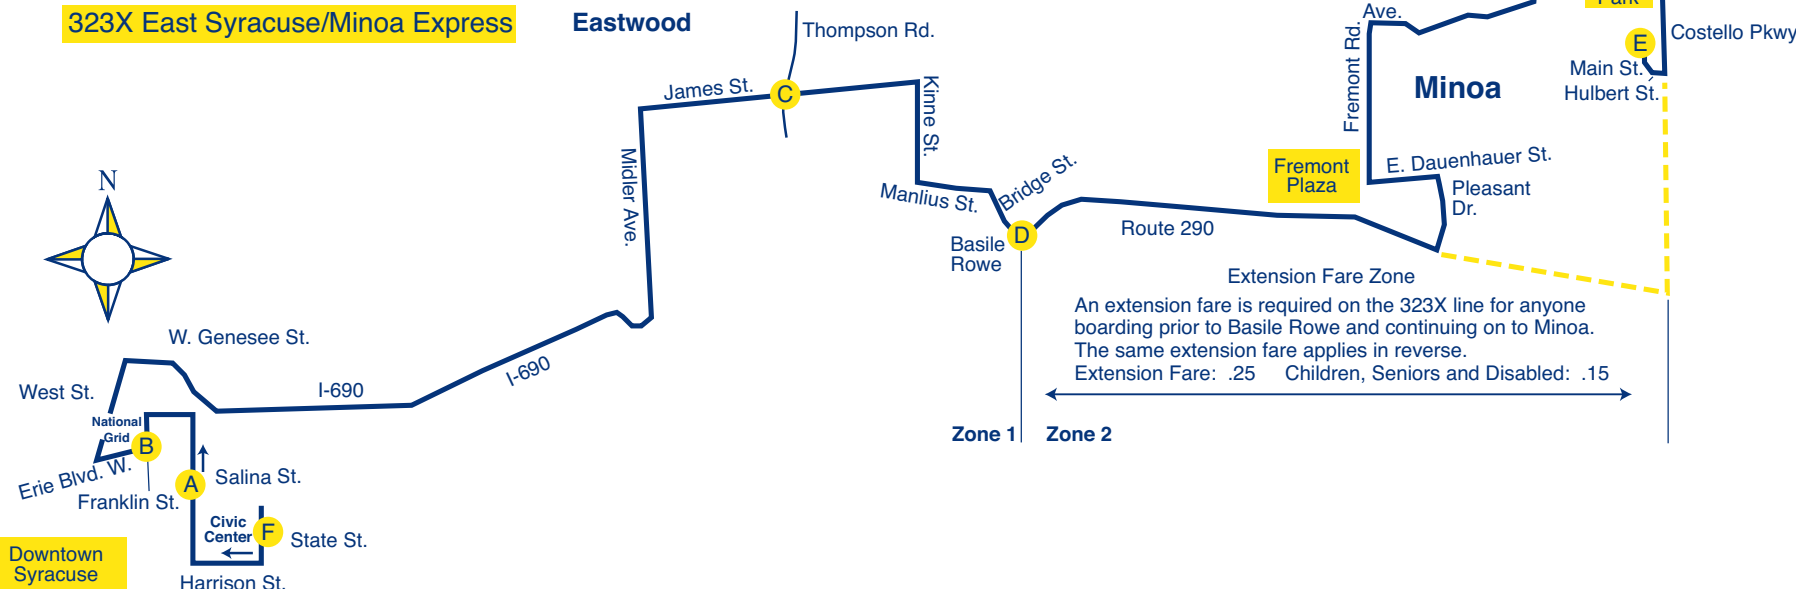 323X East Syracuse/Minoa Express
Eastwood
Thompson Rd.
Ave.
Costello Pkwy
E
Main St.
Hulbert St.
Minoa
Fremont Rd.
James St.
C
Kinne St.
Midler Ave.
Manlius St.
Bridge St.
D
Basile
Rowe
Route 290
Fremont
Plaza
E. Dauenhauer St.
Pleasant
Dr.
N
Extension Fare Zone
An extension fare is required on the 323X line for anyone
boarding prior to Basile Rowe and continuing on to Minoa.
The same extension fare applies in reverse.
Extension Fare: .25 Children, Seniors and Disabled: .15
Zone 1
Zone 2
W. Genesee St.
West St.
I-690
I-690
National
Grid
B
Erie Blvd. W.
Franklin St.
A
Salina St.
Civic
Center
F
State St.
Harrison St.
Downtown
Syracuse